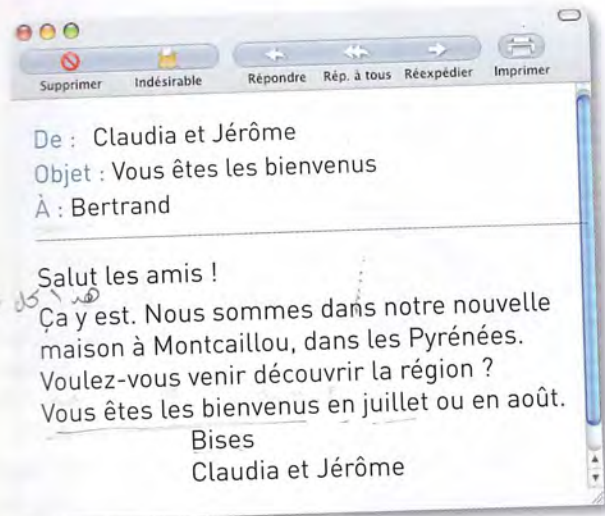 Supprimer Indésirable Répondre Rép. à tous Réexpédier Imprimer
De : Claudia et Jérôme
Objet : Vous êtes les bienvenus
À : Bertrand
Salut les amis !
Ça y est. Nous sommes dans notre nouvelle
maison à Montcaillou, dans les Pyrénées.
Voulez-vous venir découvrir la région ?
Vous êtes les bienvenus en juillet ou en août.
Bises
Claudia et Jérôme